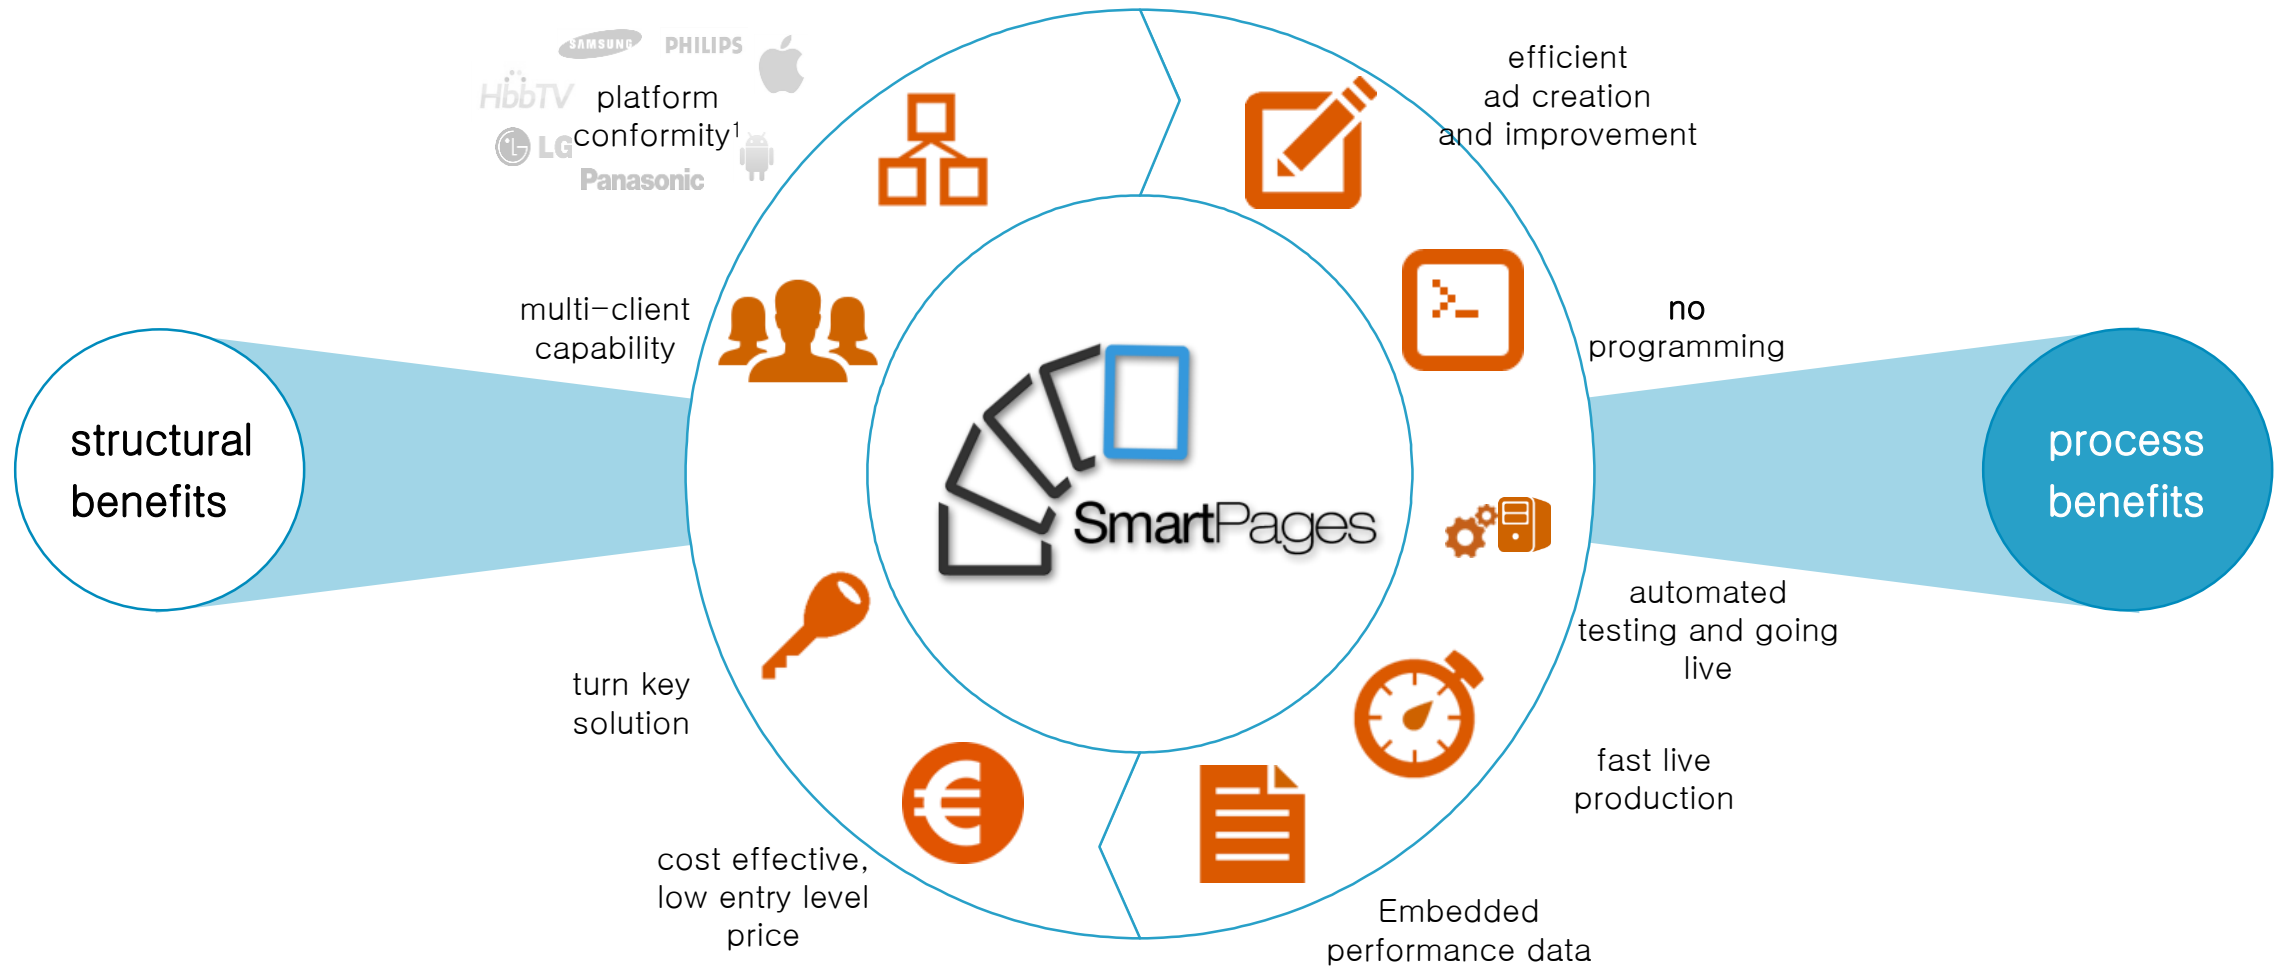 SAMSUNG
PHILIPS
HbbTV
platform
conformity¹
LG
Panasonic
efficient
ad creation
and improvement
multi-client
capability
no
programming
structural
benefits
SmartPages
process
benefits
automated
testing and going
live
turn key
solution
fast live
production
cost effective,
low entry level
price
Embedded
performance data